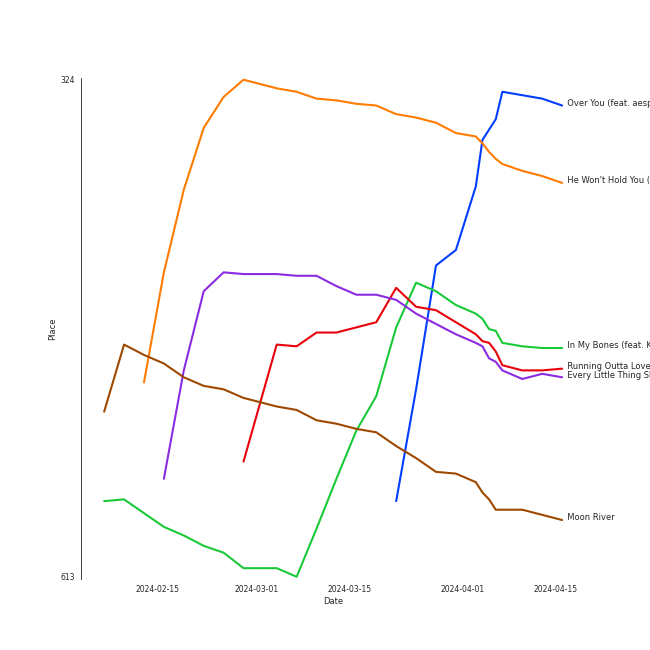 324
Over You (feat. aesp
He Won't Hold You (
Place
In My Bones (feat. K
Running Outta Love
Every Little Thing S
Moon River
613
2024-02-15 2024-03-01 2024-03-15 2024-04-01 2024-04-15
Date